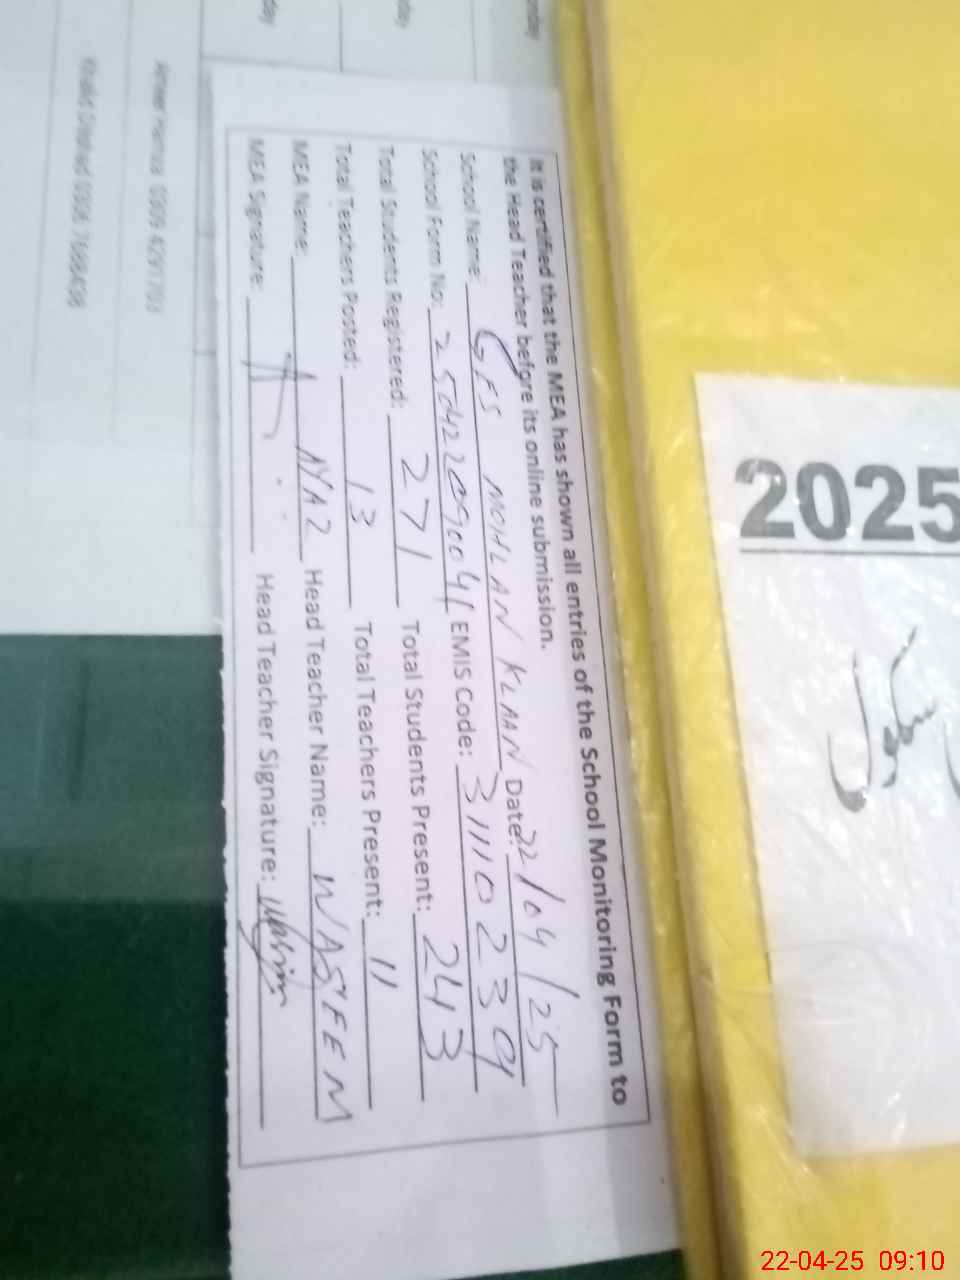 It is certified that the MEA has shown all entries of the School Monitoring Form to
the Head Teacher before its online submission.
School Name: GES MOHLAN KLAAN Date: 22/04/25
School Form No: 25042209004 EMIS Code: 31110230
Total Students Registered: 271 Total Students Present: 243
Total Teachers Posted: 13 Total Teachers Present: 11
MEA Name: Head Teacher Name: WASEEM
MEA Signature: Head Teacher Signature:
2025
سکول
0309 4291703
22-04-25 09:10